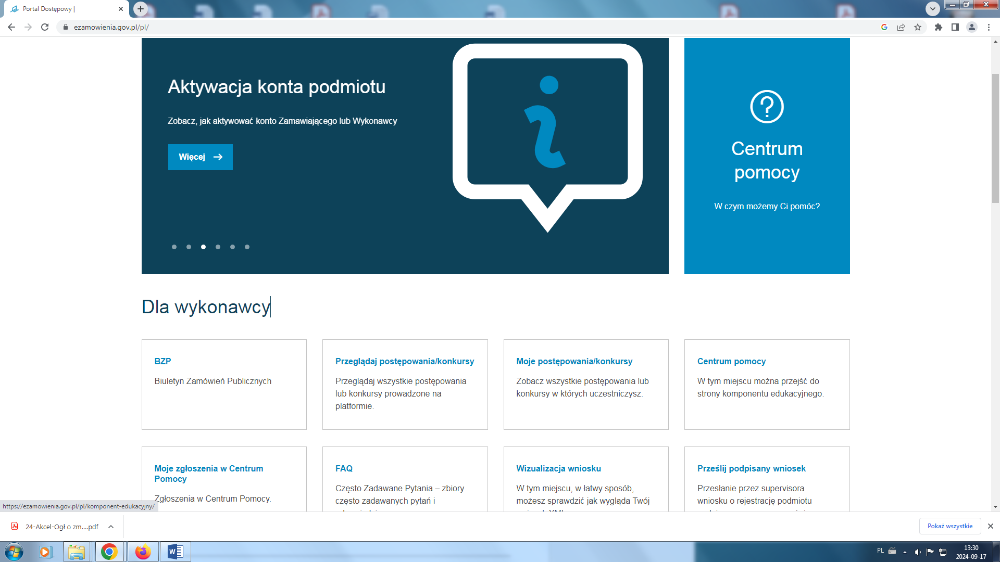 Portal Dostępowy |
ezamowienia.gov.pl/pl/
Aktywacja konta podmiotu
Zobacz, jak aktywować konto Zamawiającego lub Wykonawcy
Więcej
Centrum
pomocy
W czym możemy Ci pomóc?
Dla wykonawcy
BZP
Biuletyn Zamówień Publicznych
Przeglądaj postępowania/konkursy
Przeglądaj wszystkie postępowania
lub konkursy prowadzone na
platformie.
Moje postępowania/konkursy
Zobacz wszystkie postępowania lub
konkursy w których uczestniczysz.
Centrum pomocy
W tym miejscu można przejść do
strony komponentu edukacyjnego.
Moje zgłoszenia w Centrum
Pomocy
Zgłoszenia w Centrum Pomocy.
FAQ
Często Zadawane Pytania – zbiory
często zadawanych pytań i
Wizualizacja wniosku
W tym miejscu, w łatwy sposób,
możesz sprawdzić jak wygląda Twój
Prześlij podpisany wniosek
Przesłanie przez supervisora
wniosku o rejestrację podmiotu
https://ezamowienia.gov.pl/pl/komponent-edukacyjny/
24-Akcel-Ogł o zm....pdf
Pokaż wszystkie
PL
13:30
2024-09-17